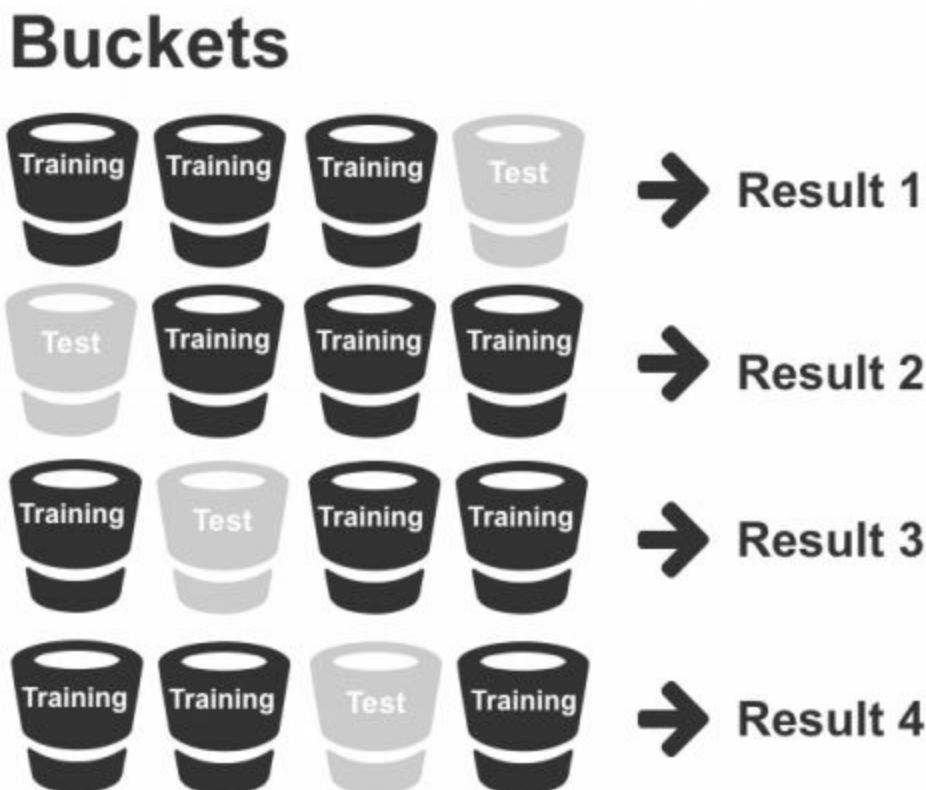 Buckets
Training Training Training Test Result 1
Test Training Training Training Result 2
Training Test Training Training Result 3
Training Training Test Training Result 4